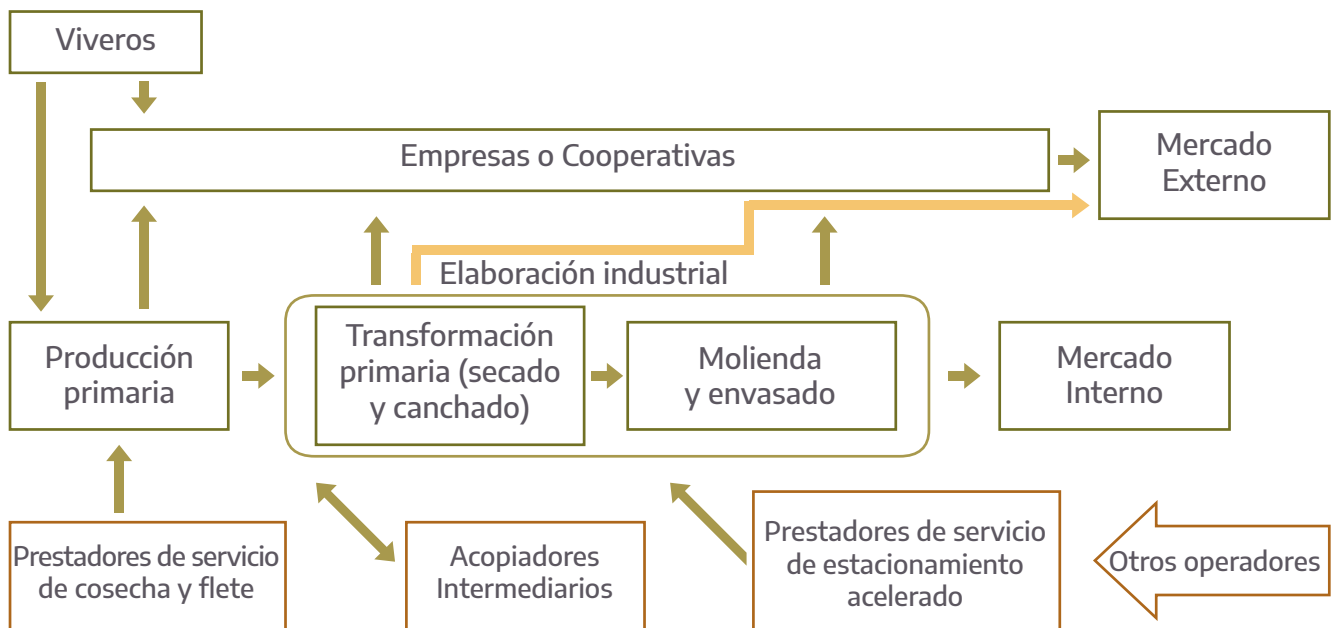 Viveros
Empresas o Cooperativas
Mercado
Externo
Elaboración industrial
Producción
primaria
Transformación
primaria (secado
y canchado)
Molienda
y envasado
Mercado
Interno
Prestadores de servicio
de cosecha y flete
Acopiadores
Intermediarios
Prestadores de servicio
de estacionamiento
acelerado
Otros operadores